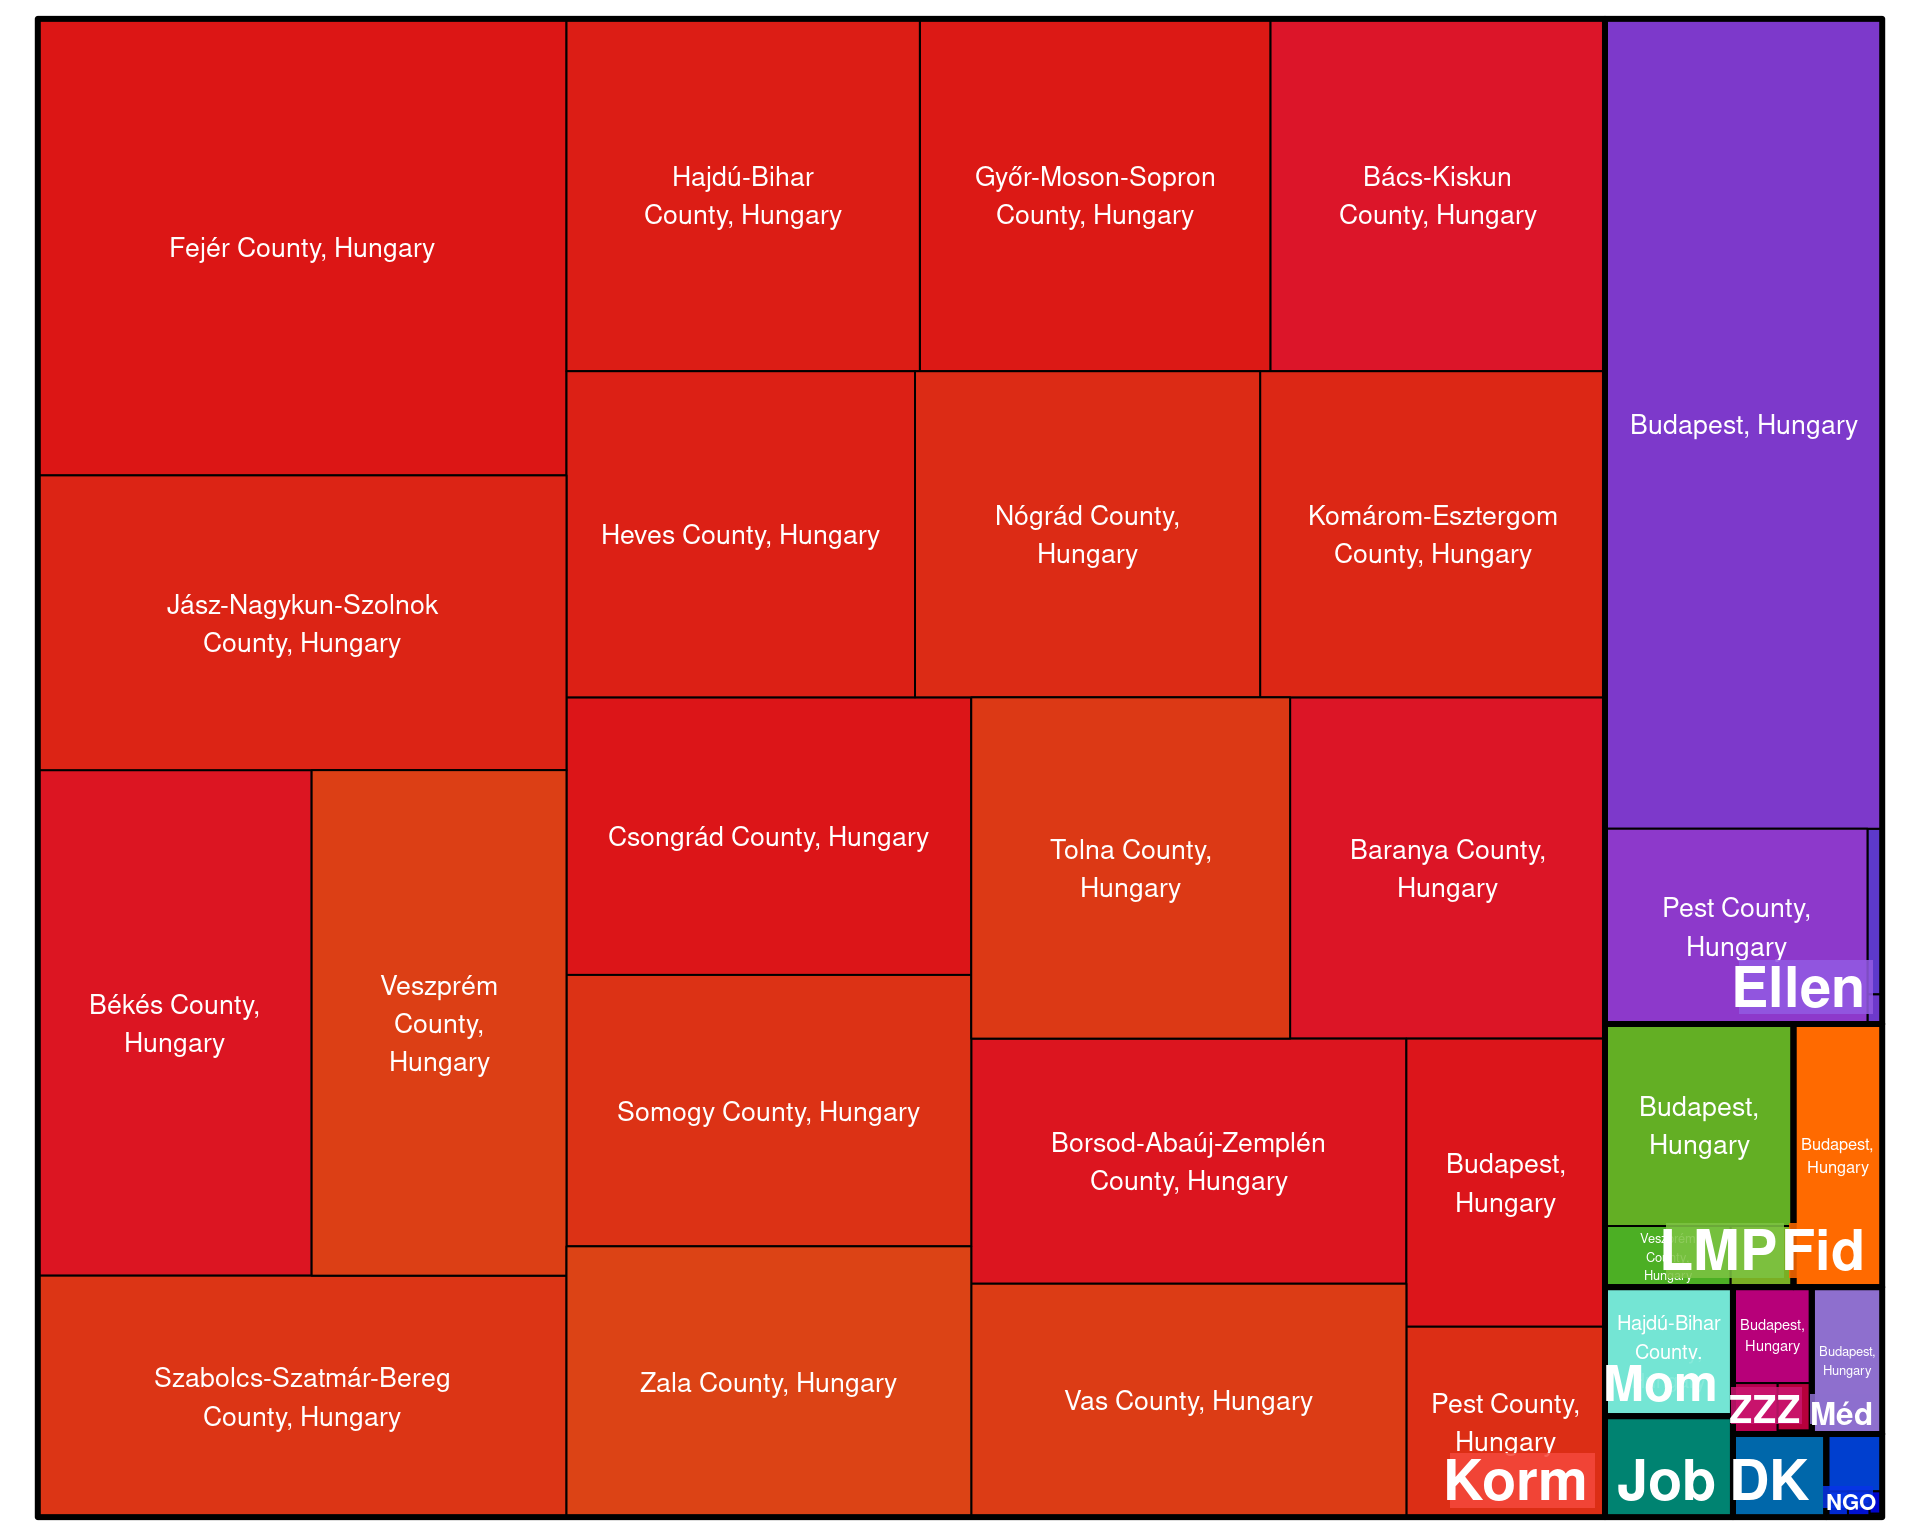 Fejér County, Hungary
Hajdú-Bihar
County, Hungary
Győr-Moson-Sopron
County, Hungary
Bács-Kiskun
County, Hungary
Budapest, Hungary
Jász-Nagykun-Szolnok
County, Hungary
Heves County, Hungary
Nógrád County,
Hungary
Komárom-Esztergom
County, Hungary
Békés County,
Hungary
Veszprém
County,
Hungary
Csongrád County, Hungary
Tolna County,
Hungary
Baranya County,
Hungary
Pest County,
Hungary
Ellen
Somogy County, Hungary
Borsod-Abaúj-Zemplén
County, Hungary
Budapest,
Hungary
Budapest,
Hungary
Budapest,
Hungary
Veszprém
County,
Hungary
LMP
Fid
Szabolcs-Szatmár-Bereg
County, Hungary
Zala County, Hungary
Vas County, Hungary
Pest County,
Hungary
Korm
Hajdú-Bihar
County,
Mom
Budapest,
Hungary
ZZZ
Budapest,
Hungary
Méd
Job
DK
NGO